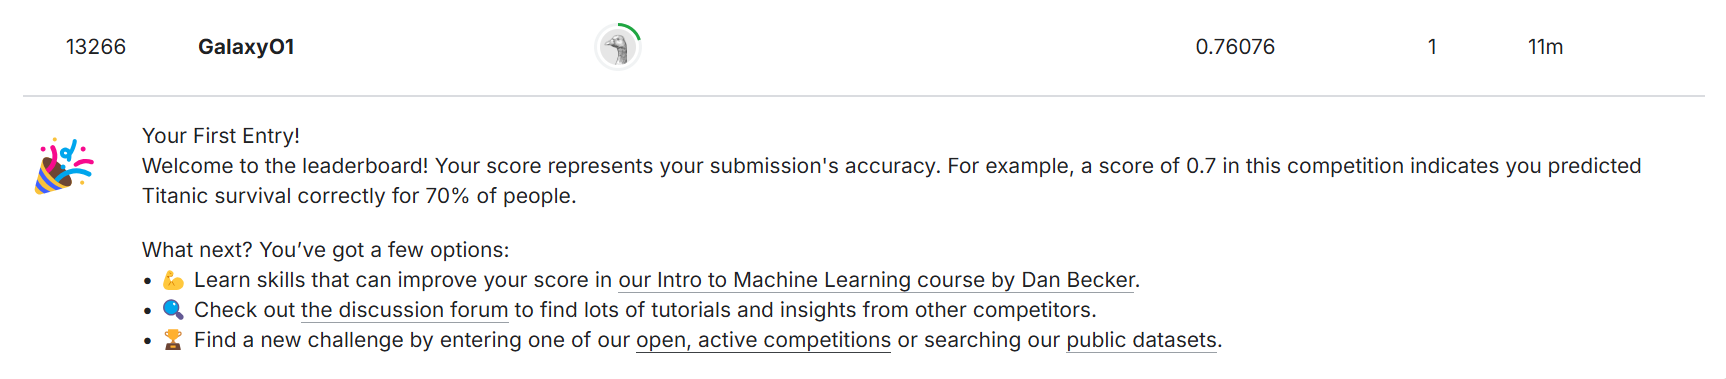 13266 GalaxyO1 0.76076 1 11m
Your First Entry!
Welcome to the leaderboard! Your score represents your submission's accuracy. For example, a score of 0.7 in this competition indicates you predicted
Titanic survival correctly for 70% of people.
What next? You’ve got a few options:
• 💪 Learn skills that can improve your score in our Intro to Machine Learning course by Dan Becker.
• 🔍 Check out the discussion forum to find lots of tutorials and insights from other competitors.
• 🏆 Find a new challenge by entering one of our open, active competitions or searching our public datasets.